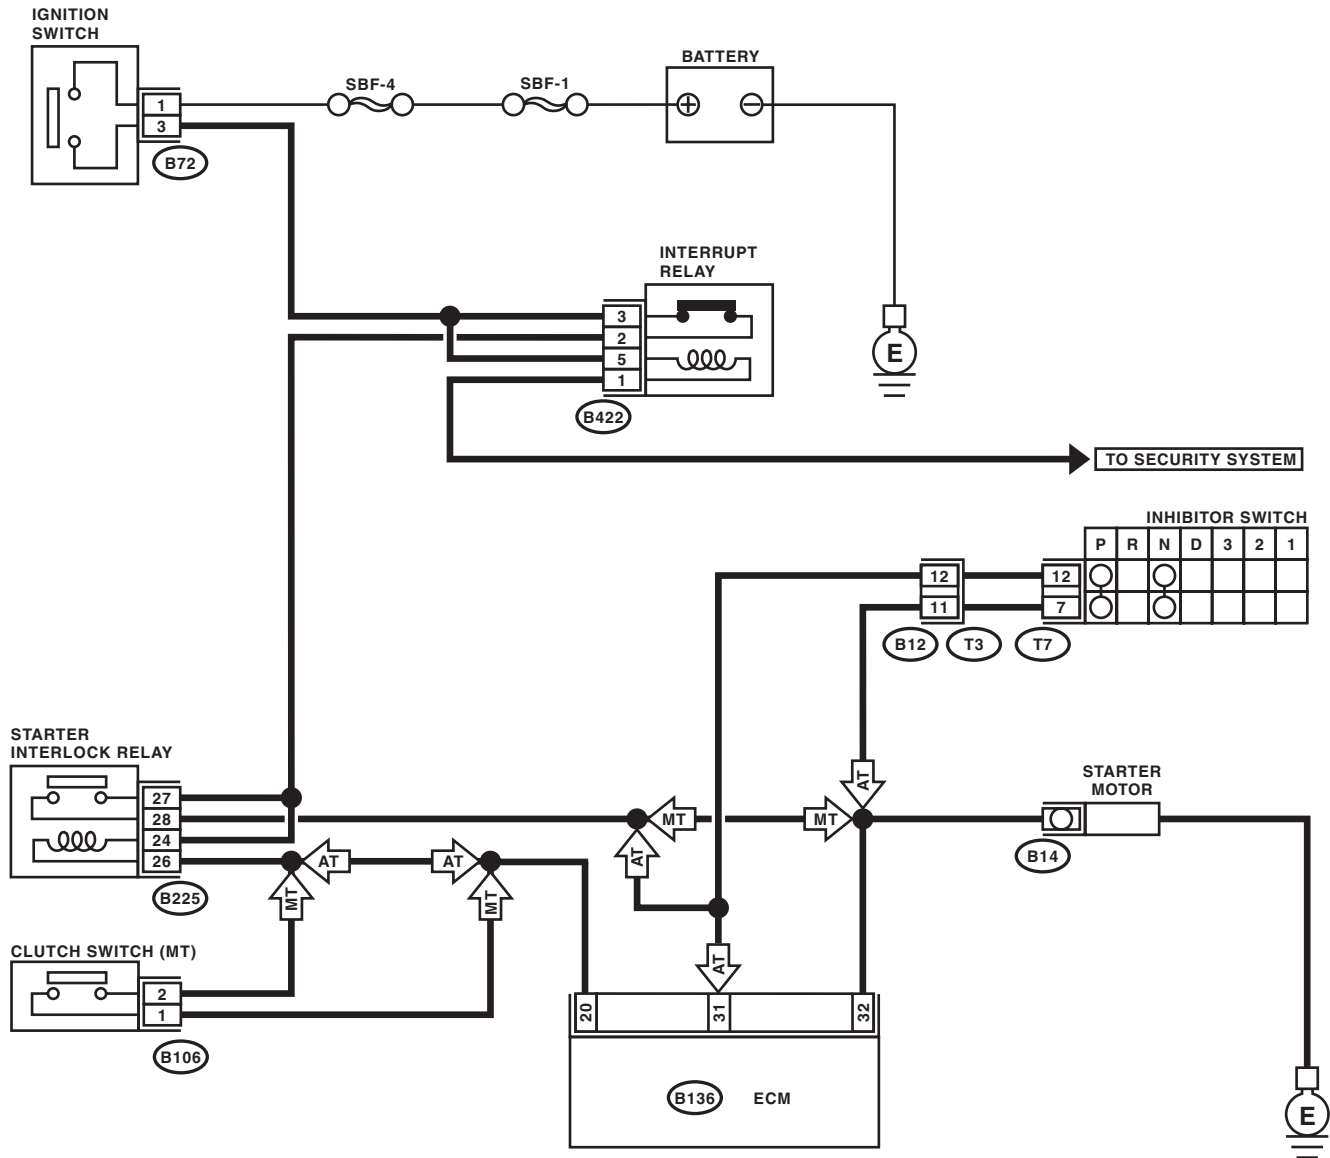 IGNITION
SWITCH
1
3
B72
SBF-4
SBF-1
BATTERY
E
INTERRUPT
RELAY
3
2
5
1
B422
TO SECURITY SYSTEM
INHIBITOR SWITCH
P R N D 3 2 1
12
11
12
7
B12
T3
T7
STARTER
INTERLOCK RELAY
27
28
24
26
B225
AT
AT
MT
MT
MT
MT
AT
AT
AT
STARTER
MOTOR
B14
CLUTCH SWITCH (MT)
2
1
B106
20
31
32
B136 ECM
E